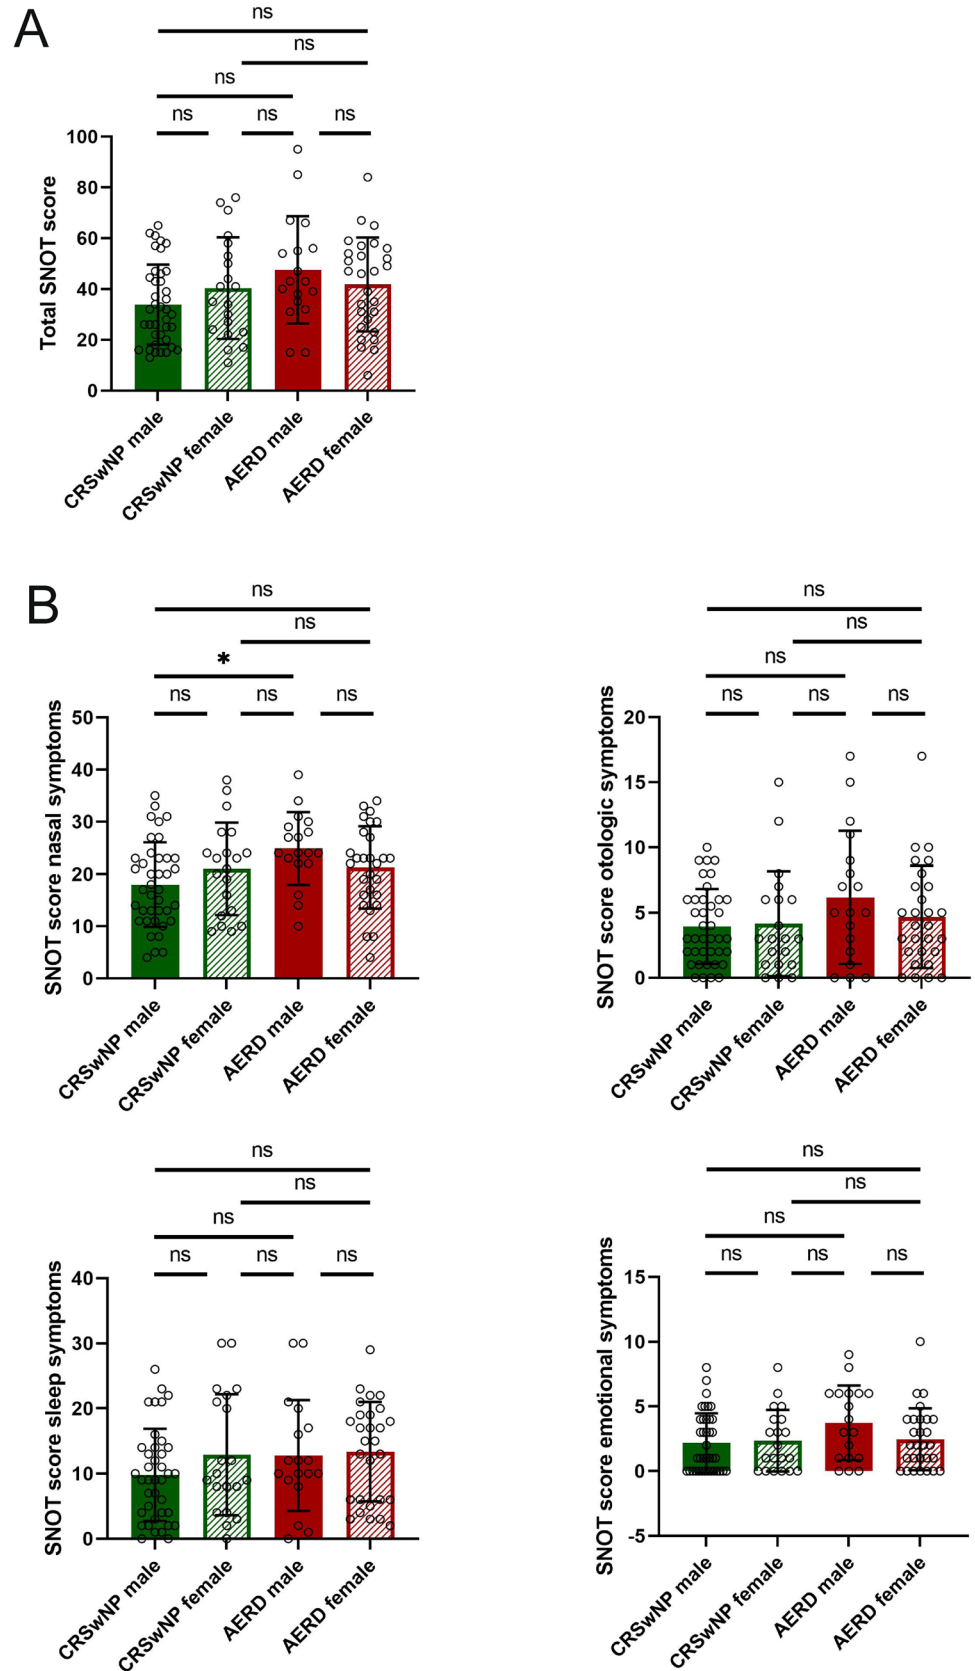 A
ns
ns
ns
ns ns ns
Total SNOT score
100
80
60
40
20
0
CRSwNP male
CRSwNP female
AERD male
AERD female
B
ns
ns
*
ns ns ns
SNOT score nasal symptoms
50
40
30
20
10
0
CRSwNP male
CRSwNP female
AERD male
AERD female
ns
ns
ns
ns ns ns
SNOT score otologic symptoms
20
15
10
5
0
CRSwNP male
CRSwNP female
AERD male
AERD female
ns
ns
ns
ns ns ns
SNOT score sleep symptoms
40
30
20
10
0
CRSwNP male
CRSwNP female
AERD male
AERD female
ns
ns
ns
ns ns ns
SNOT score emotional symptoms
15
10
5
0
-5
CRSwNP male
CRSwNP female
AERD male
AERD female